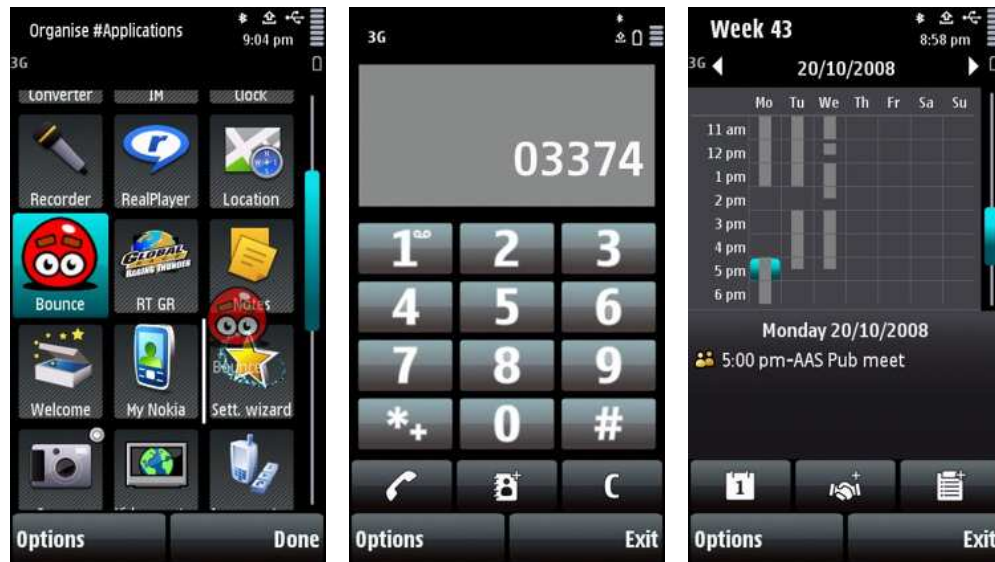 Organise #Applications
9:04 pm
3G
Converter IM Clock
Recorder RealPlayer Location
GLOBAL
RACE
RAGING THUNDER
Bounce RT GR Notes
Bounce
Welcome My Nokia Sett. wizard
Options Done
3G
03374
1 2 3
4 5 6
7 8 9
*+ 0 #
C
Options Exit
Week 43
8:58 pm
3G 20/10/2008
Mo Tu We Th Fr Sa Su
11 am
12 pm
1 pm
2 pm
3 pm
4 pm
5 pm
6 pm
Monday 20/10/2008
5:00 pm-AAS Pub meet
1
Options Exit